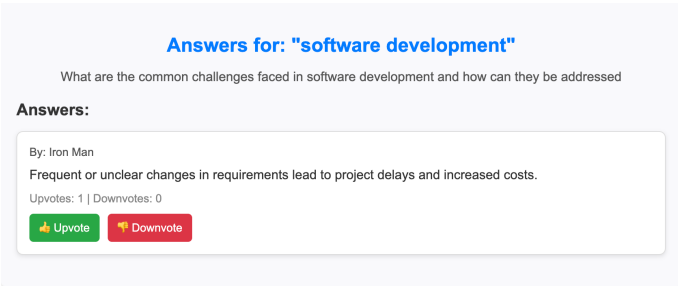 Answers for: "software development"
What are the common challenges faced in software development and how can they be addressed
Answers:
By: Iron Man
Frequent or unclear changes in requirements lead to project delays and increased costs.
Upvotes: 1 | Downvotes: 0
👍 Upvote 👎 Downvote